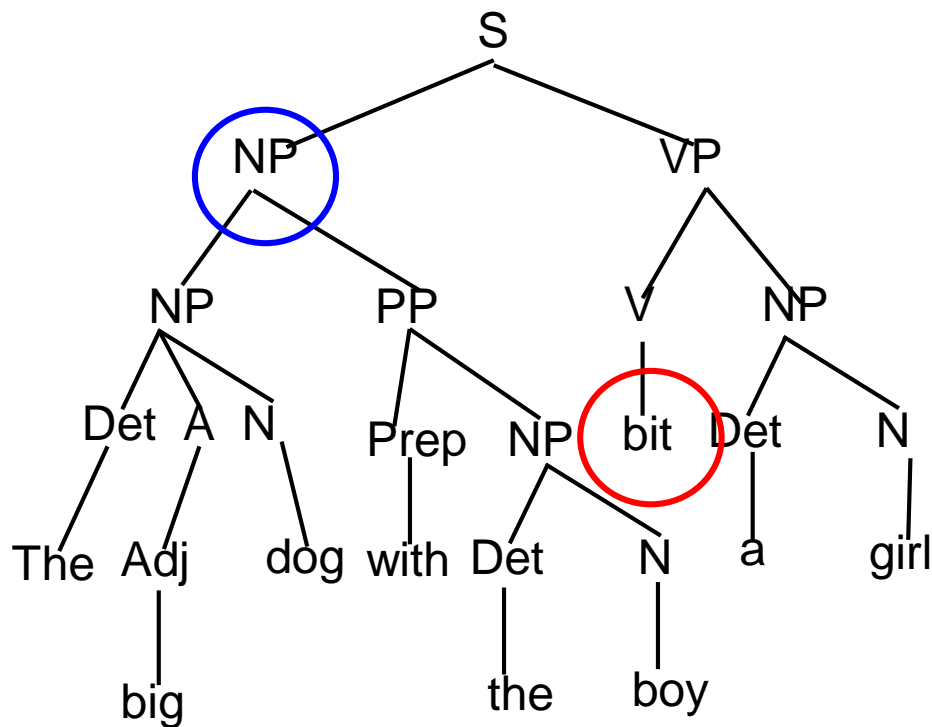 S
NP VP
NP PP V NP
Det A N Prep NP bit Det N
The Adj dog with Det N a girl
big the boy